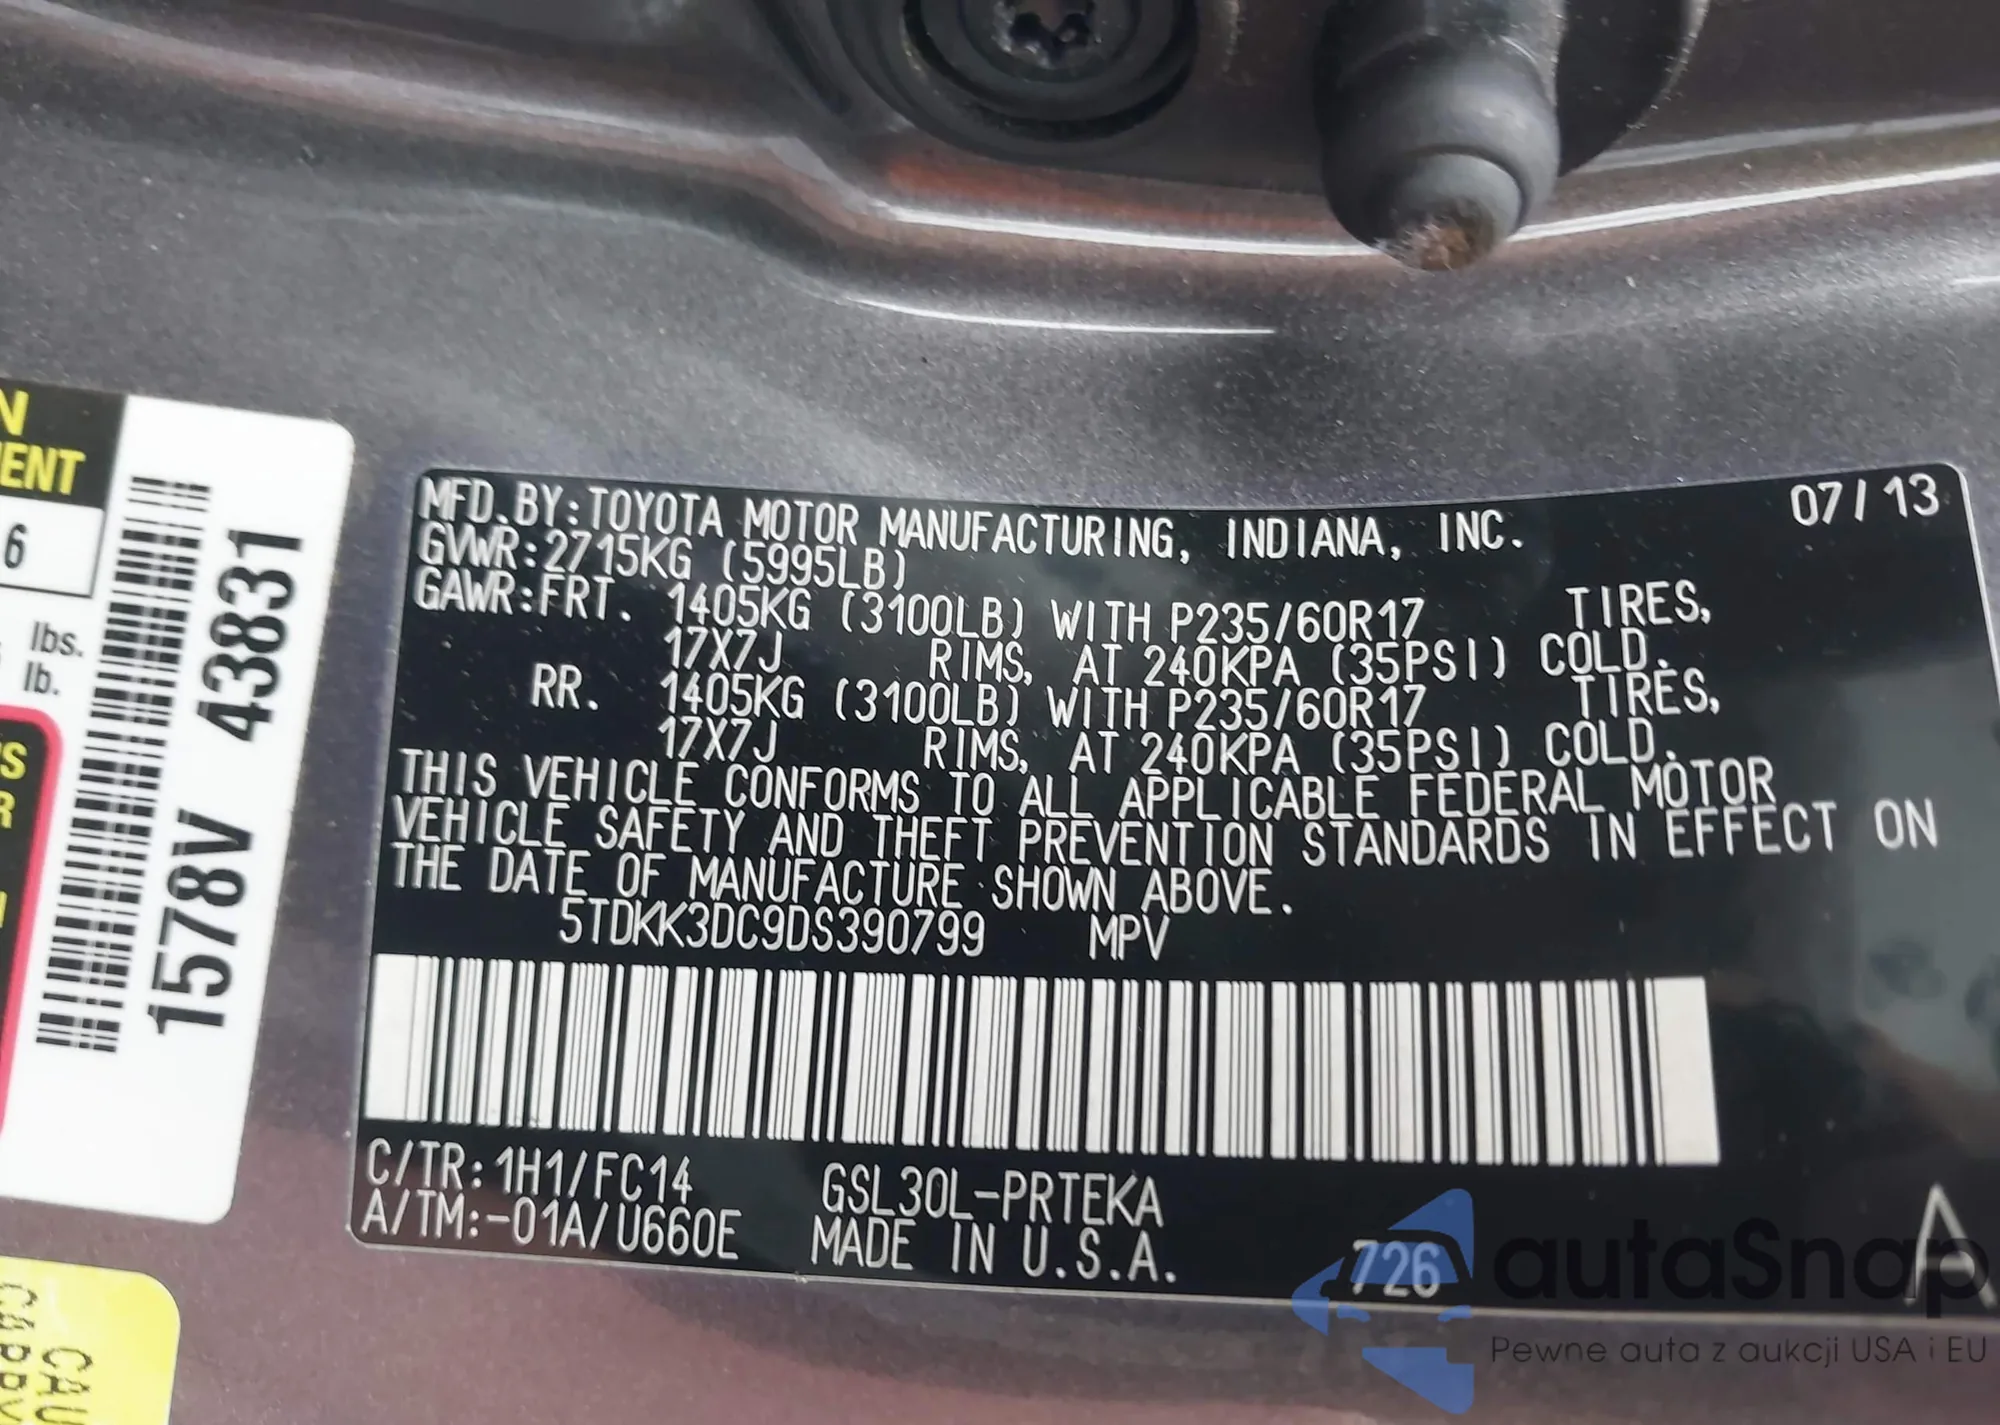 MFD.BY:TOYOTA MOTOR MANUFACTURING, INDIANA, INC. 07/13
GVWR:2715KG (5995LB)
GAWR:FRT. 1405KG (3100LB) WITH P235/60R17 TIRES,
17X7J RIMS, AT 240KPA (35PSI) COLD.
RR. 1405KG (3100LB) WITH P235/60R17 TIRES,
17X7J RIMS, AT 240KPA (35PSI) COLD.
THIS VEHICLE CONFORMS TO ALL APPLICABLE FEDERAL MOTOR
VEHICLE SAFETY AND THEFT PREVENTION STANDARDS IN EFFECT ON
THE DATE OF MANUFACTURE SHOWN ABOVE.
5TDKK3DC9DS390799 MPV
C/TR:1H1/FC14 GSL30L-PRTEKA
A/TM:-01A/U660E MADE IN U.S.A. 726 A
1578V 43831
6
lbs.
lb.
autaSnap
Pewne auta z aukcji USA i EU